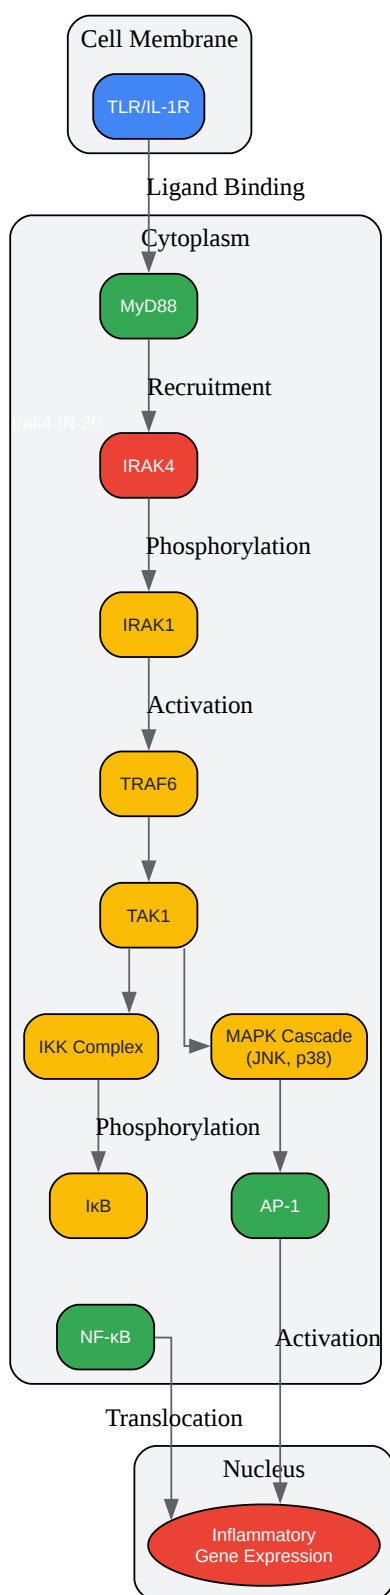 Cell Membrane
TLR/IL-1R
Ligand Binding
Cytoplasm
MyD88
Recruitment
Irak4-IN-20
IRAK4
Phosphorylation
IRAK1
Activation
TRAF6
TAK1
IKK Complex
MAPK Cascade
(JNK, p38)
Phosphorylation
IκB
AP-1
NF-κB
Activation
Translocation
Nucleus
Inflammatory
Gene Expression